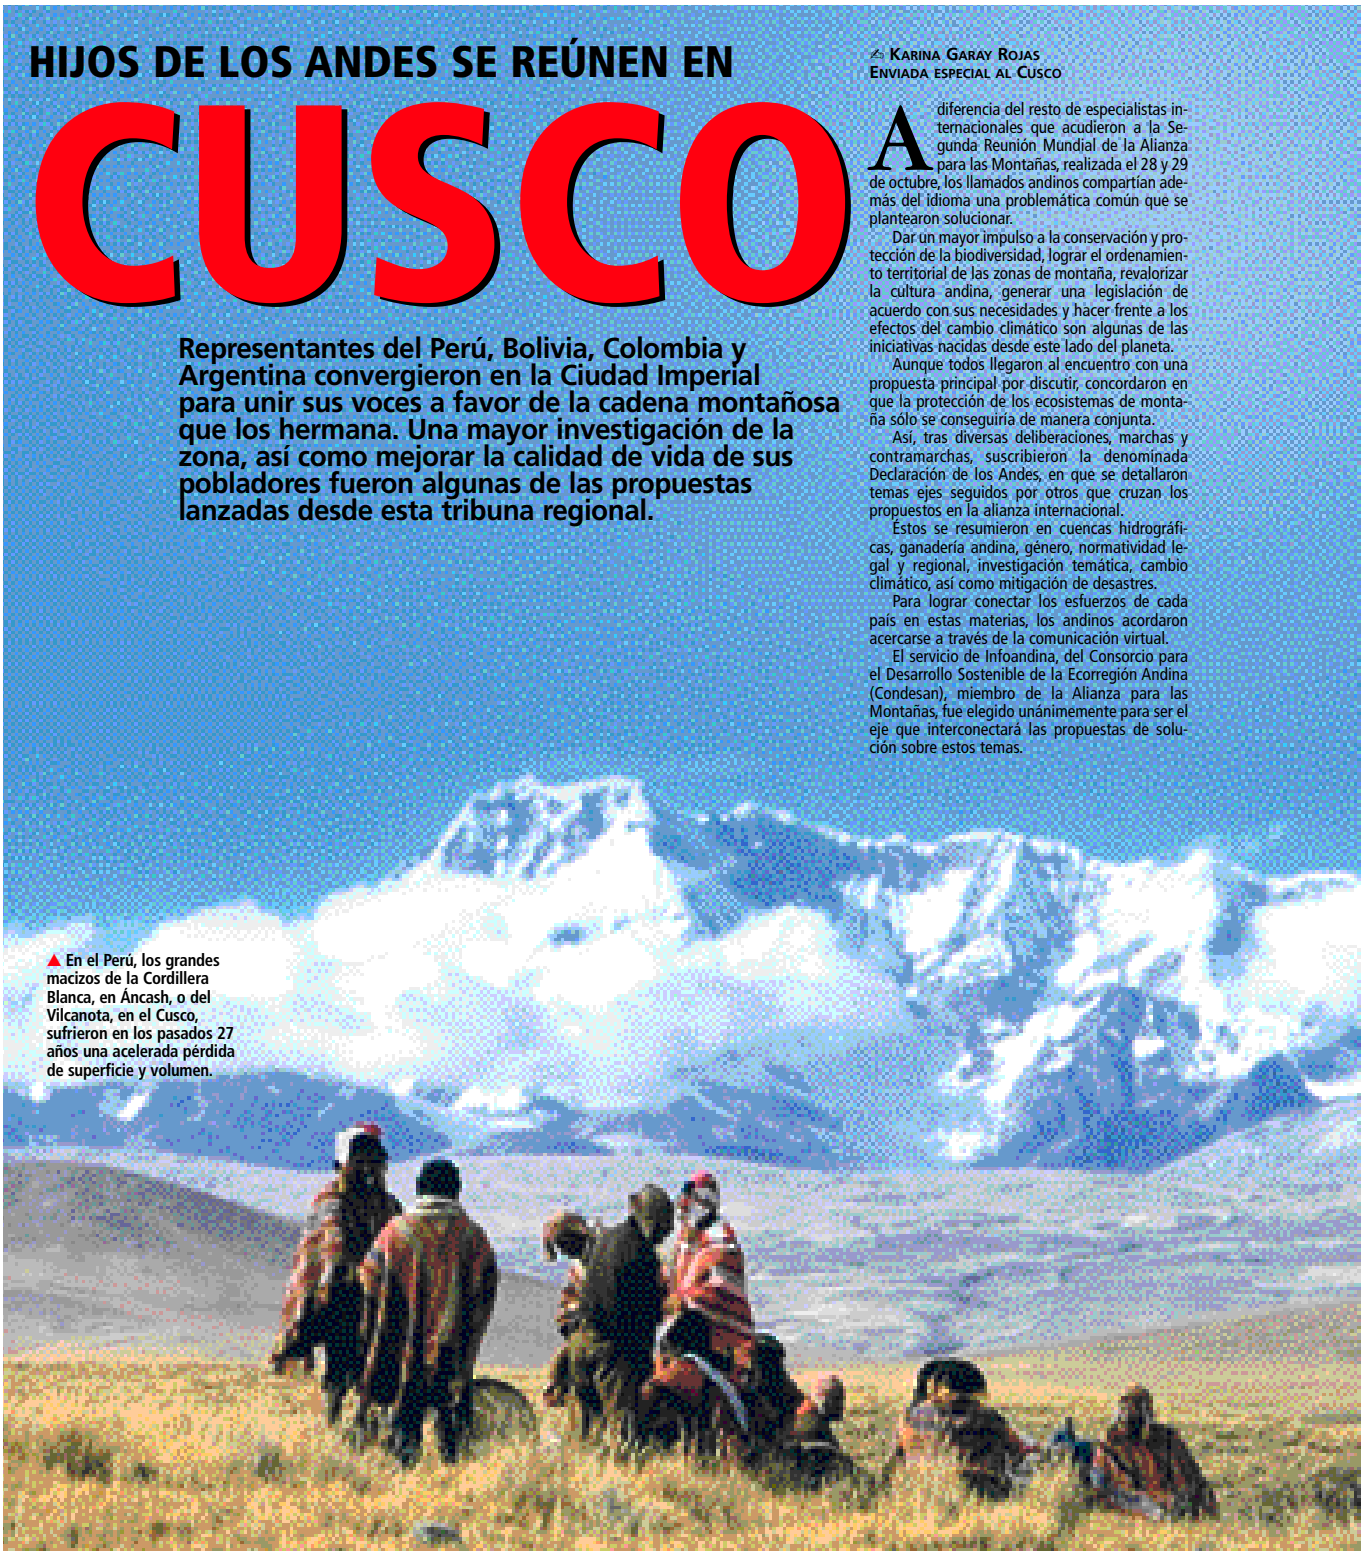 HIJOS DE LOS ANDES SE REÚNEN EN
CUSCO
Representantes del Perú, Bolivia, Colombia y
Argentina convergieron en la Ciudad Imperial
para unir sus voces a favor de la cadena montañosa
que los hermana. Una mayor investigación de la
zona, así como mejorar la calidad de vida de sus
pobladores fueron algunas de las propuestas
lanzadas desde esta tribuna regional.
✍ KARINA GARAY ROJAS
ENVIADA ESPECIAL AL CUSCO
A diferencia del resto de especialistas in-
ternacionales que acudieron a la Se-
gunda Reunión Mundial de la Alianza
para las Montañas, realizada el 28 y 29
de octubre, los llamados andinos compartían ade-
más del idioma una problemática común que se
plantearon solucionar.
Dar un mayor impulso a la conservación y pro-
tección de la biodiversidad, lograr el ordenamien-
to territorial de las zonas de montaña, revalorizar
la cultura andina, generar una legislación de
acuerdo con sus necesidades y hacer frente a los
efectos del cambio climático son algunas de las
iniciativas nacidas desde este lado del planeta.
Aunque todos llegaron al encuentro con una
propuesta principal por discutir, concordaron en
que la protección de los ecosistemas de monta-
ña sólo se conseguiría de manera conjunta.
Así, tras diversas deliberaciones, marchas y
contramarchas, suscribieron la denominada
Declaración de los Andes, en que se detallaron
temas ejes seguidos por otros que cruzan los
propuestos en la alianza internacional.
Éstos se resumieron en cuencas hidrográfi-
cas, ganadería andina, género, normatividad le-
gal y regional, investigación temática, cambio
climático, así como mitigación de desastres.
Para lograr conectar los esfuerzos de cada
país en estas materias, los andinos acordaron
acercarse a través de la comunicación virtual.
El servicio de Infoandina, del Consorcio para
el Desarrollo Sostenible de la Ecorregión Andina
(Condesan), miembro de la Alianza para las
Montañas, fue elegido unánimemente para ser el
eje que interconectará las propuestas de solu-
ción sobre estos temas.
▲ En el Perú, los grandes
macizos de la Cordillera
Blanca, en Áncash, o del
Vilcanota, en el Cusco,
sufrieron en los pasados 27
años una acelerada pérdida
de superficie y volumen.